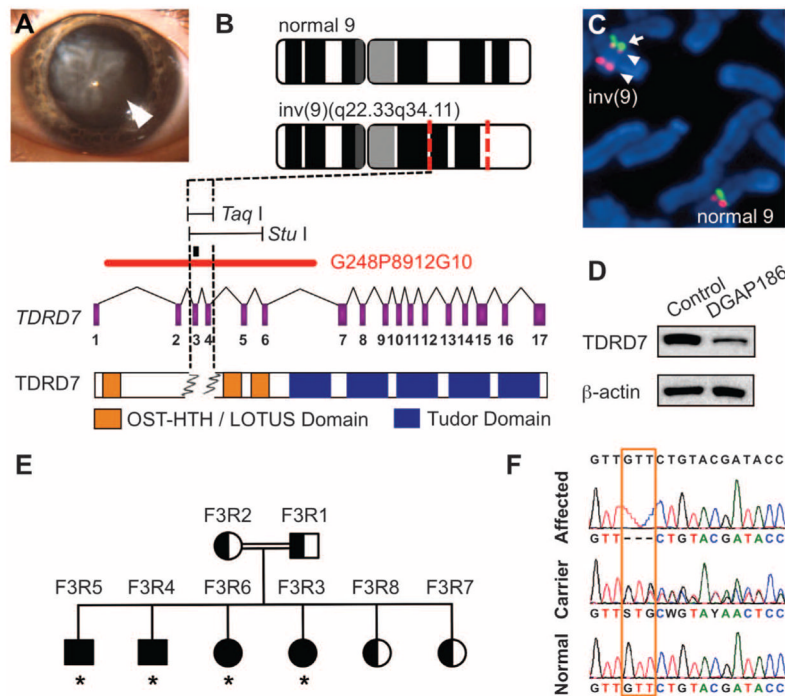 A
B
normal 9
inv(9)(q22.33q34.11)
Taq I
Stu I
G248P8912G10
TDRD7
1 2 3 4 5 6 7 8 9 10 11 12 13 14 15 16 17
TDRD7
OST-HTH / LOTUS Domain
Tudor Domain
C
inv(9)
normal 9
D
Control
DGAP186
TDRD7
β-actin
E
F3R2 F3R1
F3R5 F3R4 F3R6 F3R3 F3R8 F3R7
* * * *
F
GTTGTTCTGTACGATACC
Affected
GTT---CTGTACGATACC
Carrier
GTTSTGCWGTAYAACTCC
Normal
GTTGTTCTGTACGATACC